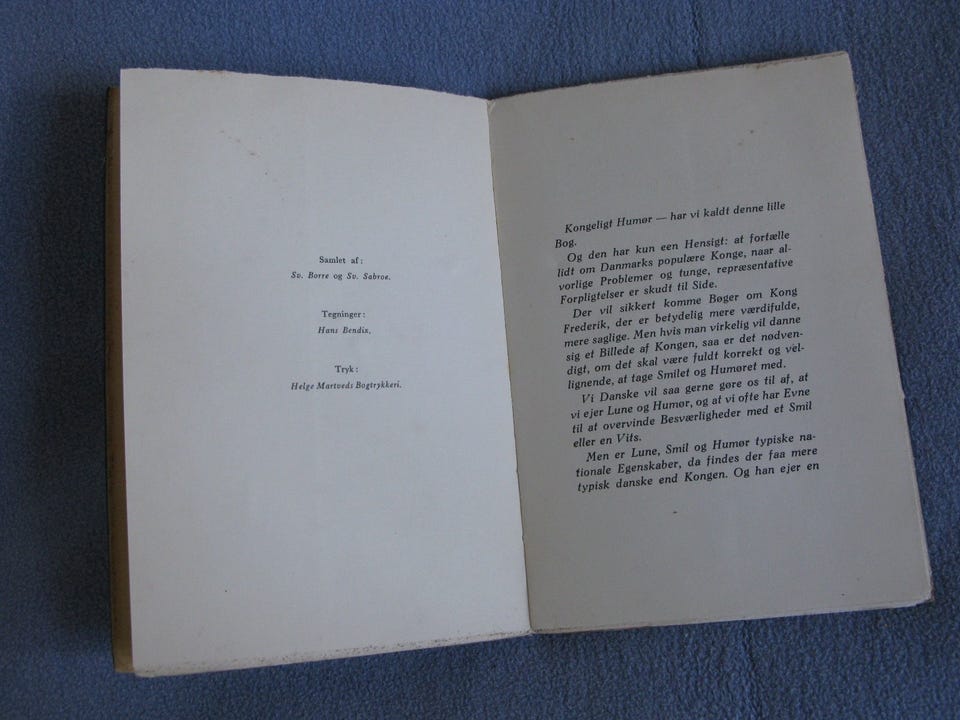 Samlet af:
Sv. Borre og Sv. Sabroe.
Tegninger:
Hans Bendix.
Tryk:
Helge Martveds Bogtrykkeri.
Kongeligt Humør — har vi kaldt denne lille
Bog.
Og den har kun een Hensigt: at fortælle
lidt om Danmarks populære Konge, naar al-
vorlige Problemer og tunge, repræsentative
Forpligtelser er skudt til Side.
Der vil sikkert komme Bøger om Kong
Frederik, der er betydelig mere værdifulde,
mere saglige. Men hvis man virkelig vil danne
sig et Billede af Kongen, saa er det nødven-
digt, om det skal være fuldt korrekt og vel-
lignende, at tage Smilet og Humøret med.
Vi Danske vil saa gerne gøre os til af, at
vi ejer Lune og Humør, og at vi ofte har Evne
til at overvinde Besværligheder med et Smil
eller en Vits.
Men er Lune, Smil og Humør typiske na-
tionale Egenskaber, da findes der faa mere
typisk danske end Kongen. Og han ejer en